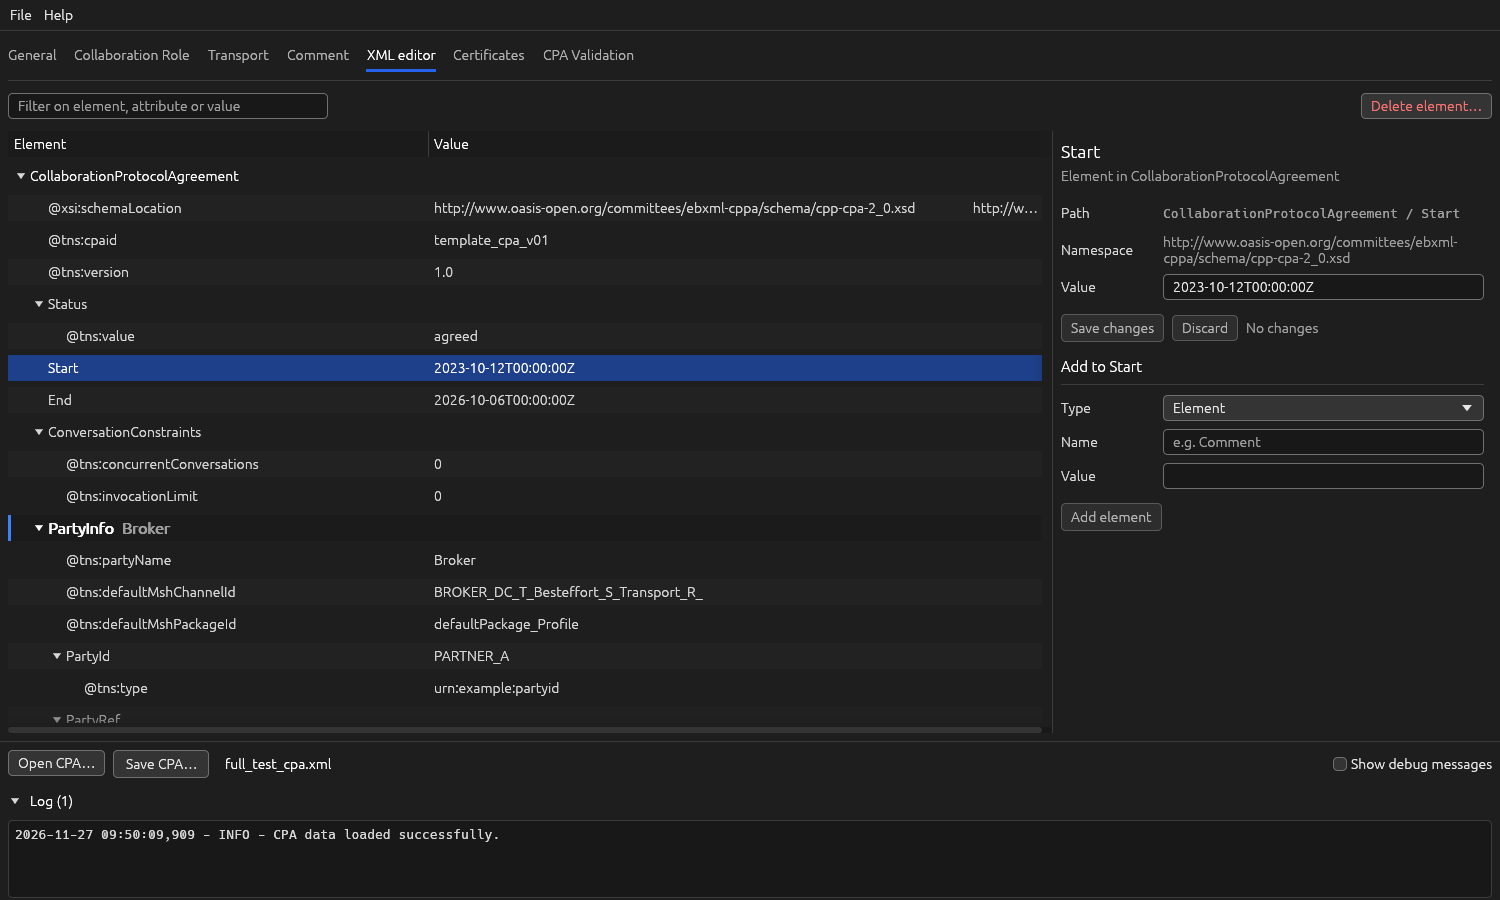 File Help
General Collaboration Role Transport Comment XML editor Certificates CPA Validation
Filter on element, attribute or value
Delete element...
Element Value
CollaborationProtocolAgreement
@xsi:schemaLocation http://www.oasis-open.org/committees/ebxml-cppa/schema/cpp-cpa-2_0.xsd http://w...
@tns:cpaid template_cpa_v01
@tns:version 1.0
Status
@tns:value agreed
Start 2023-10-12T00:00:00Z
End 2026-10-06T00:00:00Z
ConversationConstraints
@tns:concurrentConversations 0
@tns:invocationLimit 0
PartyInfo Broker
@tns:partyName Broker
@tns:defaultMshChannelId BROKER_DC_T_Besteffort_S_Transport_R_
@tns:defaultMshPackageId defaultPackage_Profile
PartyId PARTNER_A
@tns:type urn:example:partyid
PartyRef
Start
Element in CollaborationProtocolAgreement
Path CollaborationProtocolAgreement / Start
Namespace http://www.oasis-open.org/committees/ebxml-
cppa/schema/cpp-cpa-2_0.xsd
Value 2023-10-12T00:00:00Z
Save changes Discard No changes
Add to Start
Type Element
Name e.g. Comment
Value
Add element
Open CPA... Save CPA... full_test_cpa.xml Show debug messages
Log (1)
2026-11-27 09:50:09,909 - INFO - CPA data loaded successfully.